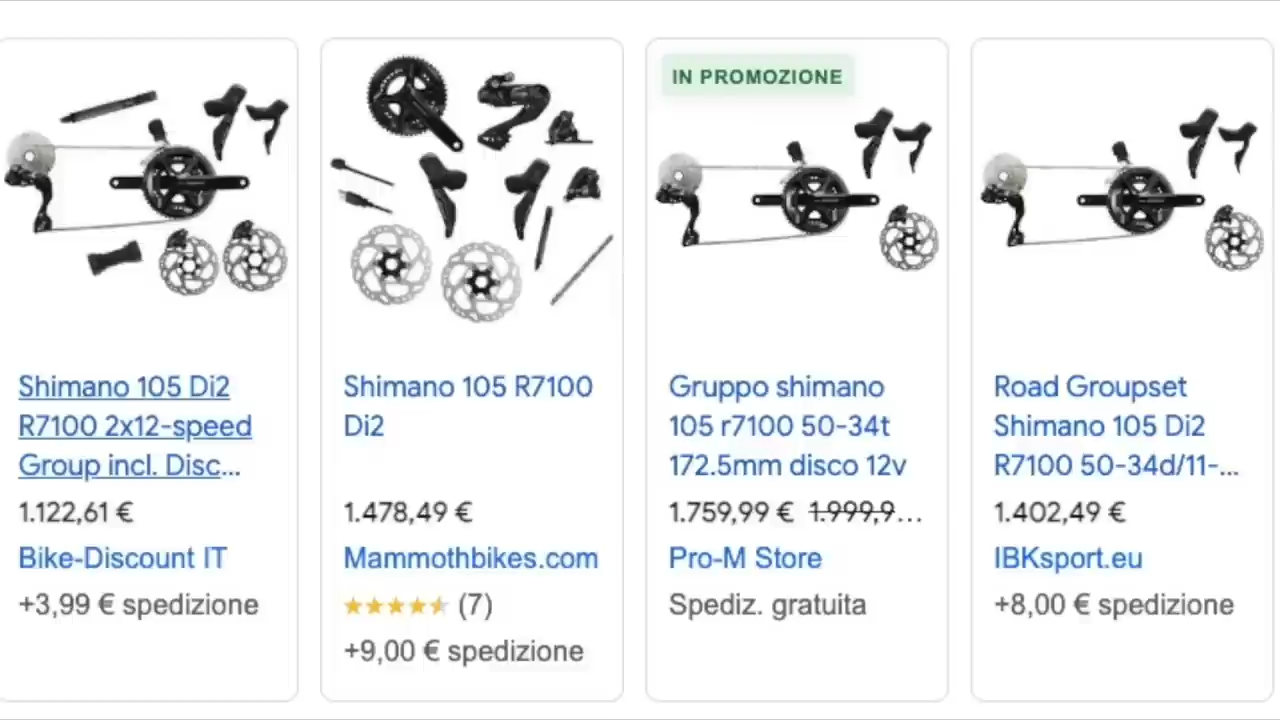 Shimano 105 Di2
R7100 2x12-speed
Group incl. Disc...
1.122,61 €
Bike-Discount IT
+3,99 € spedizione
Shimano 105 R7100
Di2
1.478,49 €
Mammothbikes.com
(7)
+9,00 € spedizione
IN PROMOZIONE
Gruppo shimano
105 r7100 50-34t
172.5mm disco 12v
1.759,99 € 1.999,9...
Pro-M Store
Spediz. gratuita
Road Groupset
Shimano 105 Di2
R7100 50-34d/11-...
1.402,49 €
IBKsport.eu
+8,00 € spedizione